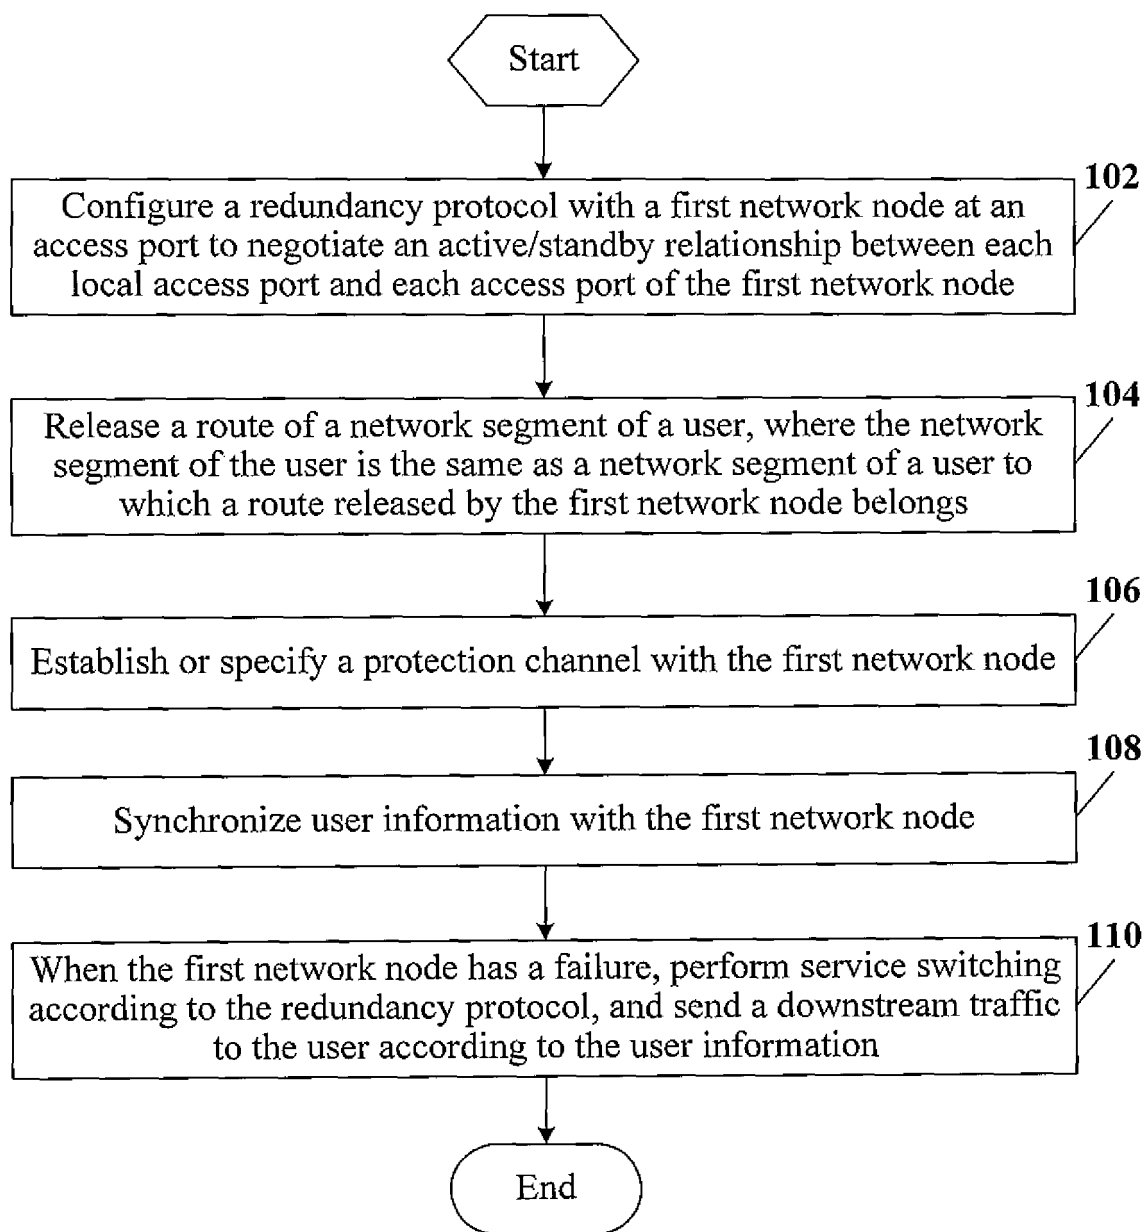 Start
102
Configure a redundancy protocol with a first network node at an
access port to negotiate an active/standby relationship between each
local access port and each access port of the first network node
104
Release a route of a network segment of a user, where the network
segment of the user is the same as a network segment of a user to
which a route released by the first network node belongs
106
Establish or specify a protection channel with the first network node
108
Synchronize user information with the first network node
110
When the first network node has a failure, perform service switching
according to the redundancy protocol, and send a downstream traffic
to the user according to the user information
End